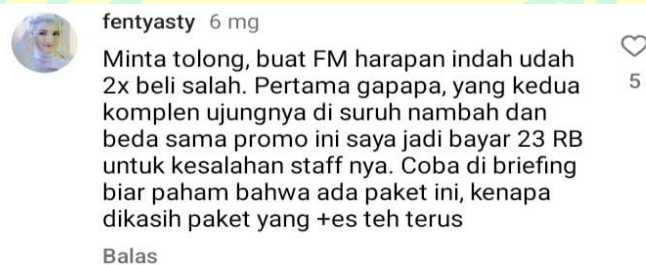 fentyasty 6 mg
Minta tolong, buat FM harapan indah udah
2x beli salah. Pertama gapapa, yang kedua
komplen ujungnya di suruh nambah dan
beda sama promo ini saya jadi bayar 23 RB
untuk kesalahan staff nya. Coba di briefing
biar paham bahwa ada paket ini, kenapa
dikasih paket yang +es teh terus
5
Balas